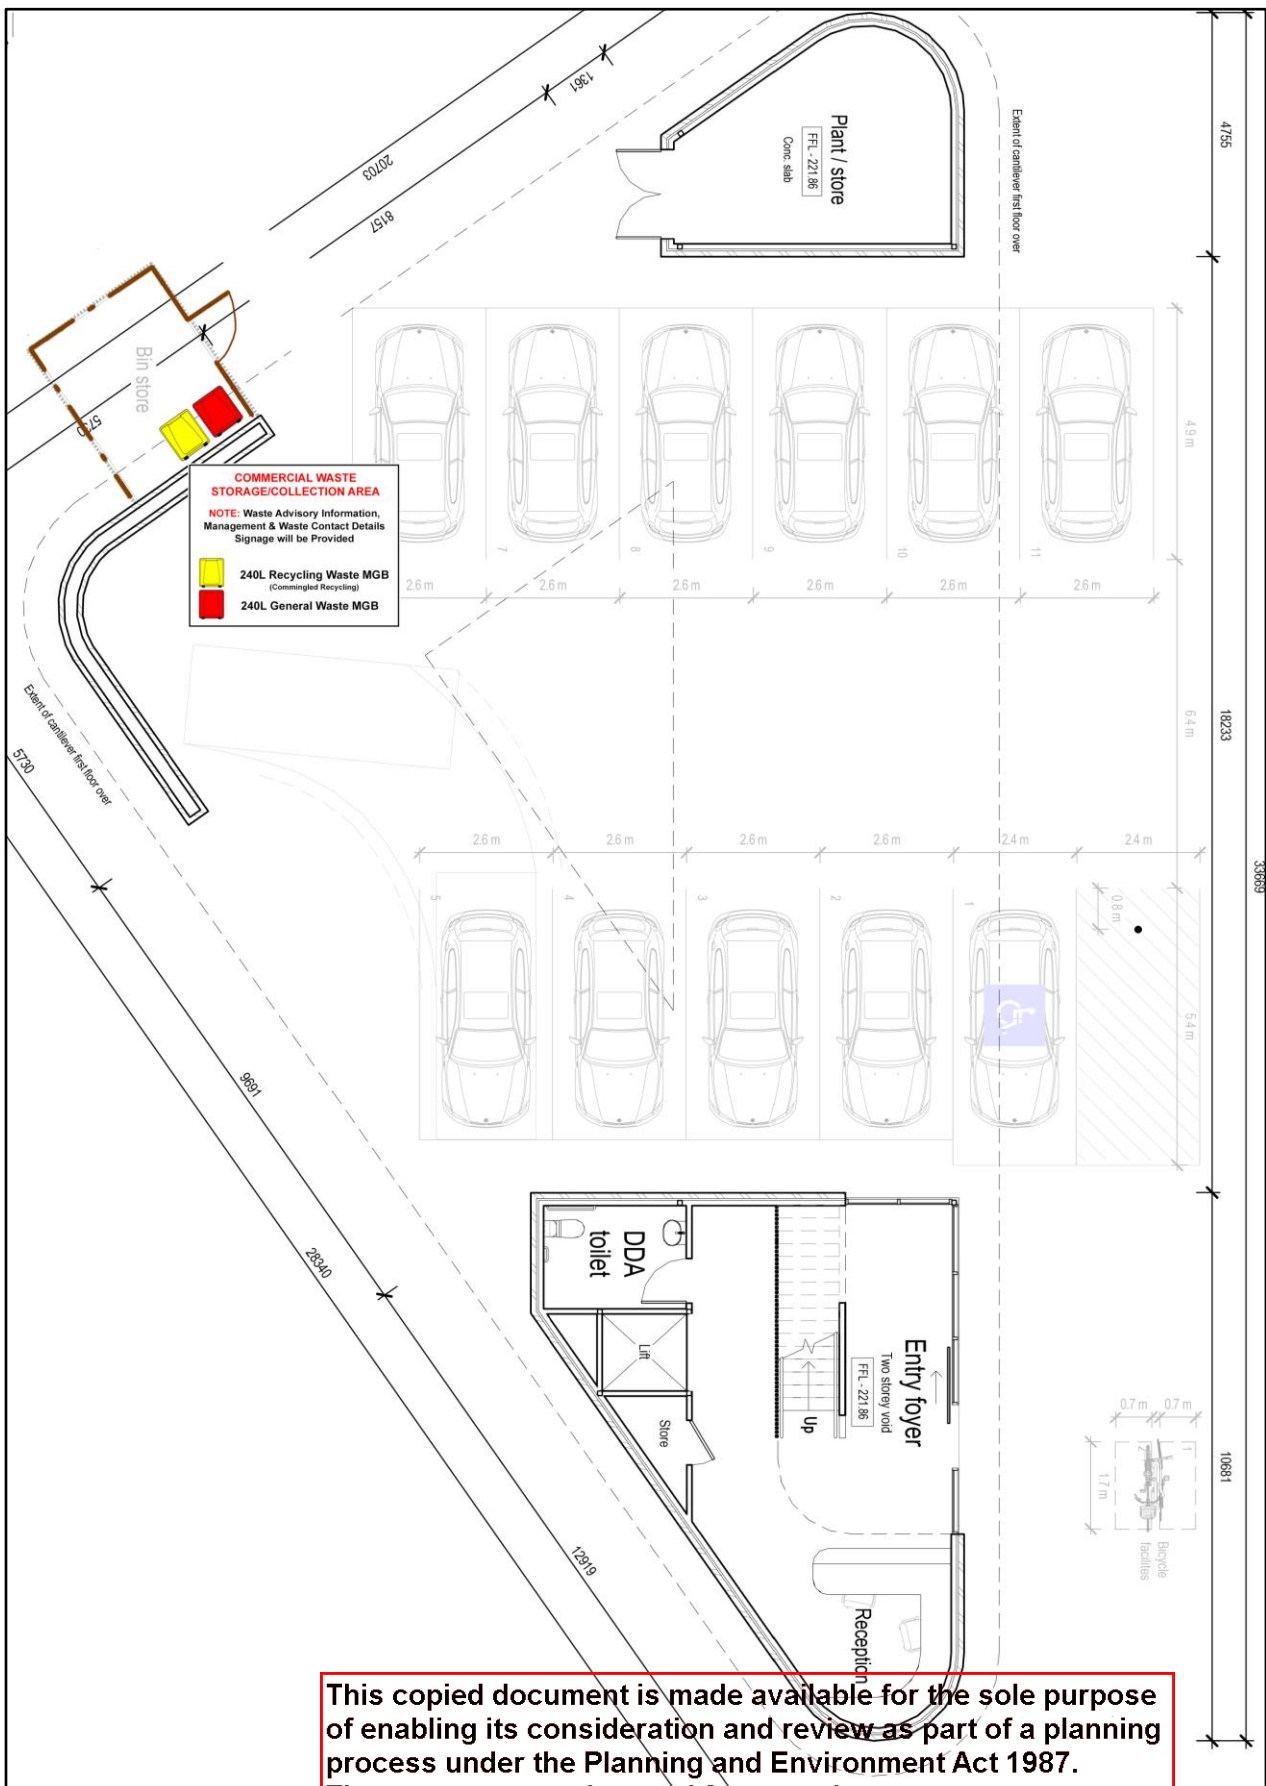 1361
20703
8157
Plant / store
FFL - 221.86
Conc. slab
Extent of cantilever first floor over
4755
Bin store
COMMERCIAL WASTE
STORAGE/COLLECTION AREA
NOTE: Waste Advisory Information,
Management & Waste Contact Details
Signage will be Provided
240L Recycling Waste MGB
(Commingled Recycling)
240L General Waste MGB
7
8
9
10
11
4.9 m
2.6 m
2.6 m
2.6 m
2.6 m
2.6 m
2.6 m
6.4 m
18233
33669
Extent of cantilever first floor over
5730
2.6 m
2.6 m
2.6 m
2.6 m
2.4 m
2.4 m
5
4
3
2
1
0.8 m
5.4 m
9691
28340
12919
DDA
toilet
Lift
Store
Up
Entry foyer
Two storey void
FFL - 221.86
Reception
0.7 m
0.7 m
1
2
1.7 m
Bicycle
facilites
10681
This copied document is made available for the sole purpose
of enabling its consideration and review as part of a planning
process under the Planning and Environment Act 1987.